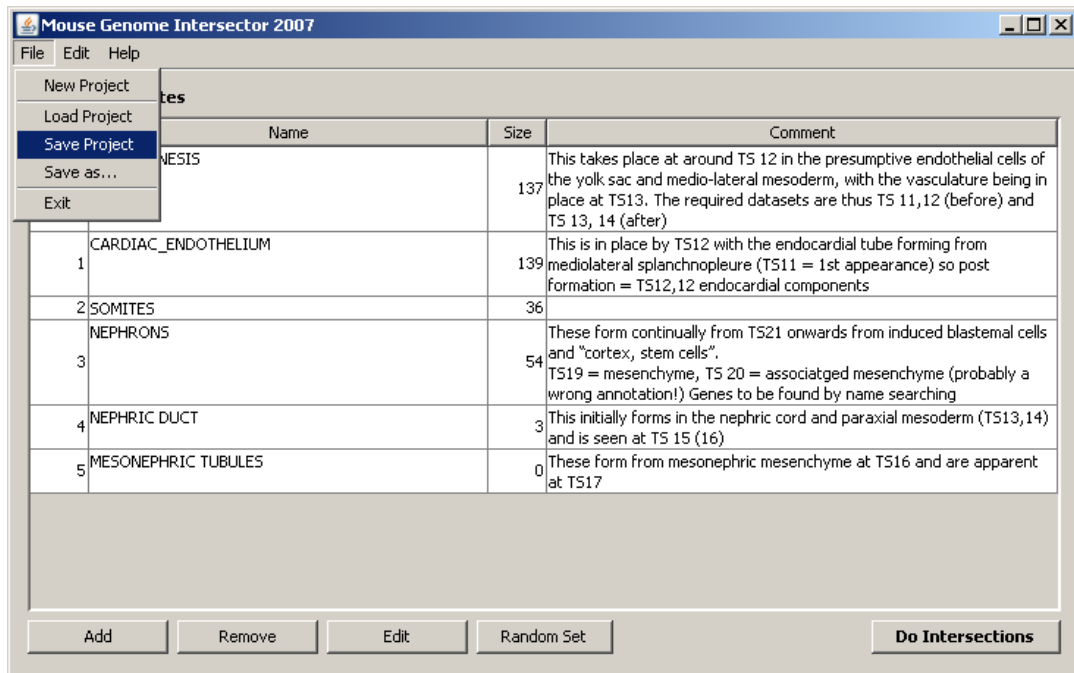 Mouse Genome Intersector 2007
File Edit Help
New Project
Load Project
Save Project
Save as...
Exit
tes
Name Size Comment
NESIS
137
This takes place at around TS 12 in the presumptive endothelial cells of
the yolk sac and medio-lateral mesoderm, with the vasculature being in
place at TS13. The required datasets are thus TS 11,12 (before) and
TS 13, 14 (after)
1
CARDIAC_ENDOTHELIUM
139
This is in place by TS12 with the endocardial tube forming from
mediolateral splanchnopleure (TS11 = 1st appearance) so post
formation = TS12,12 endocardial components
2 SOMITES 36
3
NEPHRONS
54
These form continually from TS21 onwards from induced blastemal cells
and “cortex, stem cells”.
TS19 = mesenchyme, TS 20 = associatged mesenchyme (probably a
wrong annotation!) Genes to be found by name searching
4
NEPHRIC DUCT
3
This initially forms in the nephric cord and paraxial mesoderm (TS13,14)
and is seen at TS 15 (16)
5
MESONEPHRIC TUBULES
0
These form from mesonephric mesenchyme at TS16 and are apparent
at TS17
Add Remove Edit Random Set Do Intersections